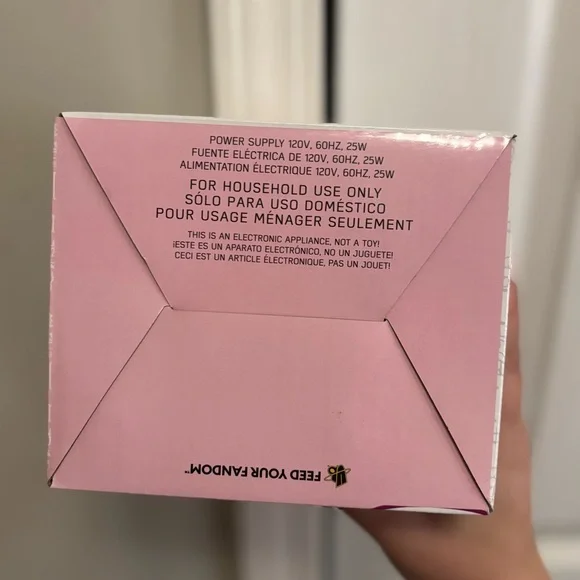 POWER SUPPLY 120V, 60HZ, 25W
FUENTE ELÉCTRICA DE 120V, 60HZ, 25W
ALIMENTATION ÉLECTRIQUE 120V, 60HZ, 25W
FOR HOUSEHOLD USE ONLY
SÓLO PARA USO DOMÉSTICO
POUR USAGE MÉNAGER SEULEMENT
THIS IS AN ELECTRONIC APPLIANCE, NOT A TOY!
¡ESTE ES UN APARATO ELECTRÓNICO, NO UN JUGUETE!
CECI EST UN ARTICLE ÉLECTRONIQUE, PAS UN JOUET!
FEED YOUR FANDOM™